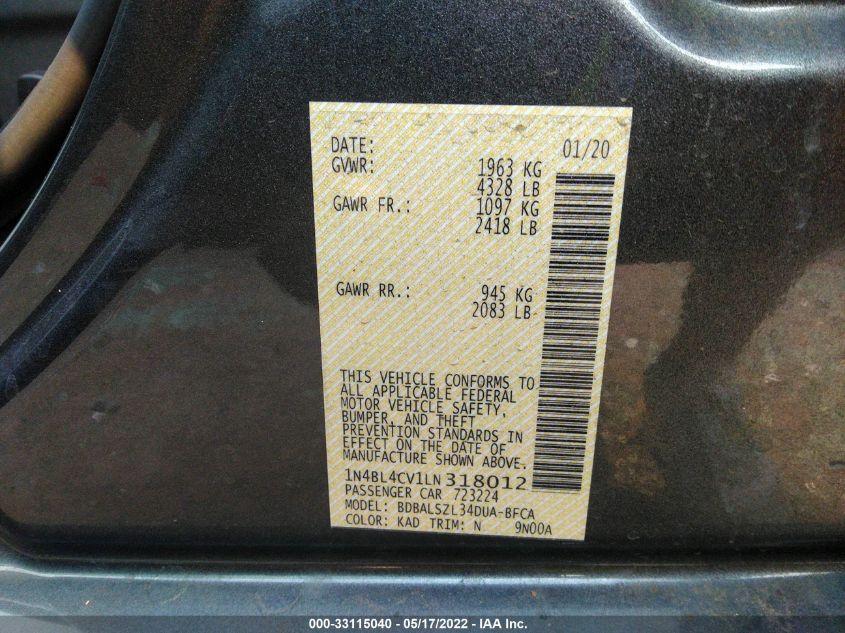 DATE: 01/20
GVWR: 1963 KG
4328 LB
GAWR FR.: 1097 KG
2418 LB
GAWR RR.: 945 KG
2083 LB
THIS VEHICLE CONFORMS TO
ALL APPLICABLE FEDERAL
MOTOR VEHICLE SAFETY,
BUMPER, AND THEFT
PREVENTION STANDARDS IN
EFFECT ON THE DATE OF
MANUFACTURE SHOWN ABOVE.
1N4BL4CV1LN318012
PASSENGER CAR 723224
MODEL: BDBALSZL34DUA-BFCA
COLOR: KAD TRIM: N 9N00A
000-33115040 - 05/17/2022 - IAA Inc.